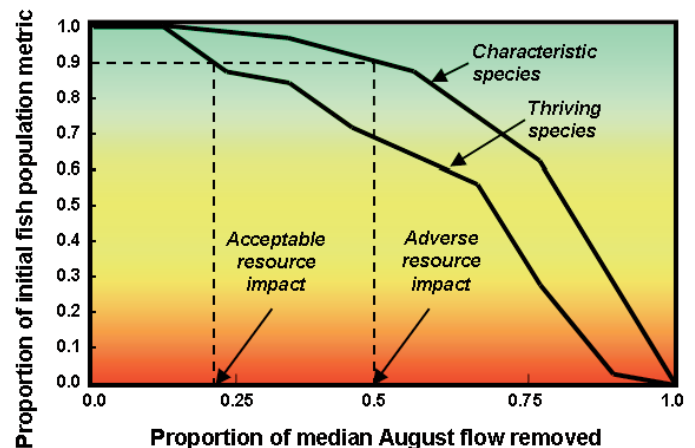 Proportion of initial fish population metric
1.0
0.9
0.8
0.7
0.6
0.5
0.4
0.3
0.2
0.1
0.0
Characteristic
species
Thriving
species
Acceptable
resource
impact
Adverse
resource
impact
0.0
0.25
0.5
0.75
1.0
Proportion of median August flow removed